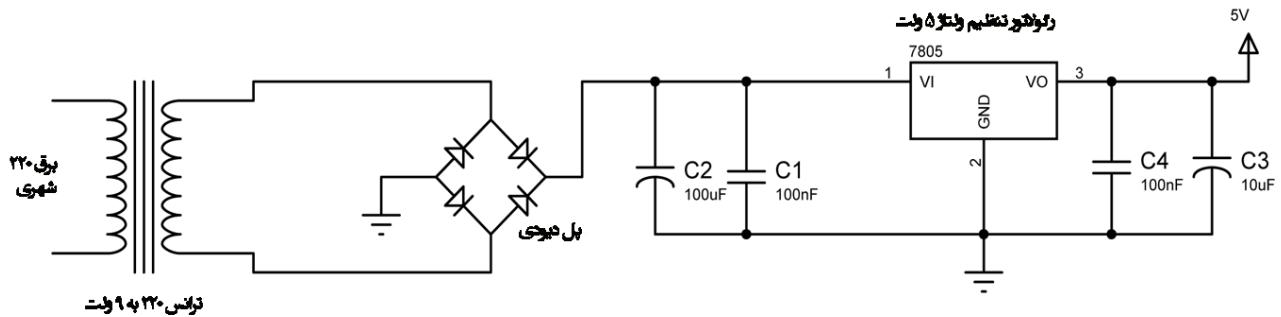 رگولاتور تنظیم ولتاژ ۵ ولت
5V
7805
1
VI
VO
3
GND
2
برق ۲۲۰
شهری
C2
100uF
C1
100nF
C4
100nF
C3
10uF
پل دیودی
ترانس ۲۲۰ به ۹ ولت